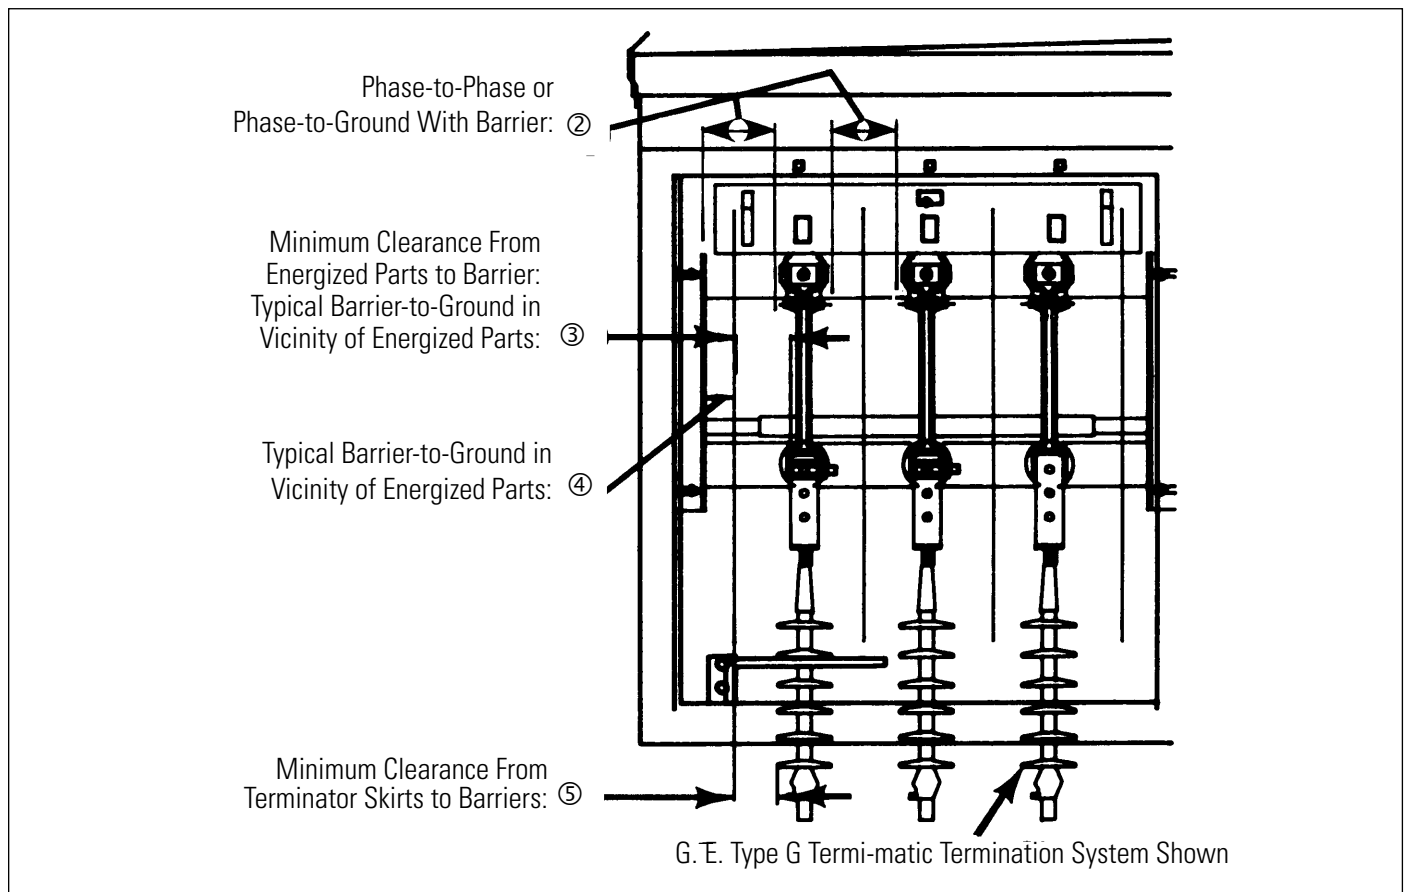 Phase-to-Phase or
Phase-to-Ground With Barrier: ②
Minimum Clearance From
Energized Parts to Barrier:
Typical Barrier-to-Ground in
Vicinity of Energized Parts: ③
Typical Barrier-to-Ground in
Vicinity of Energized Parts: ④
Minimum Clearance From
Terminator Skirts to Barriers: ⑤
G. E. Type G Termi-matic Termination System Shown